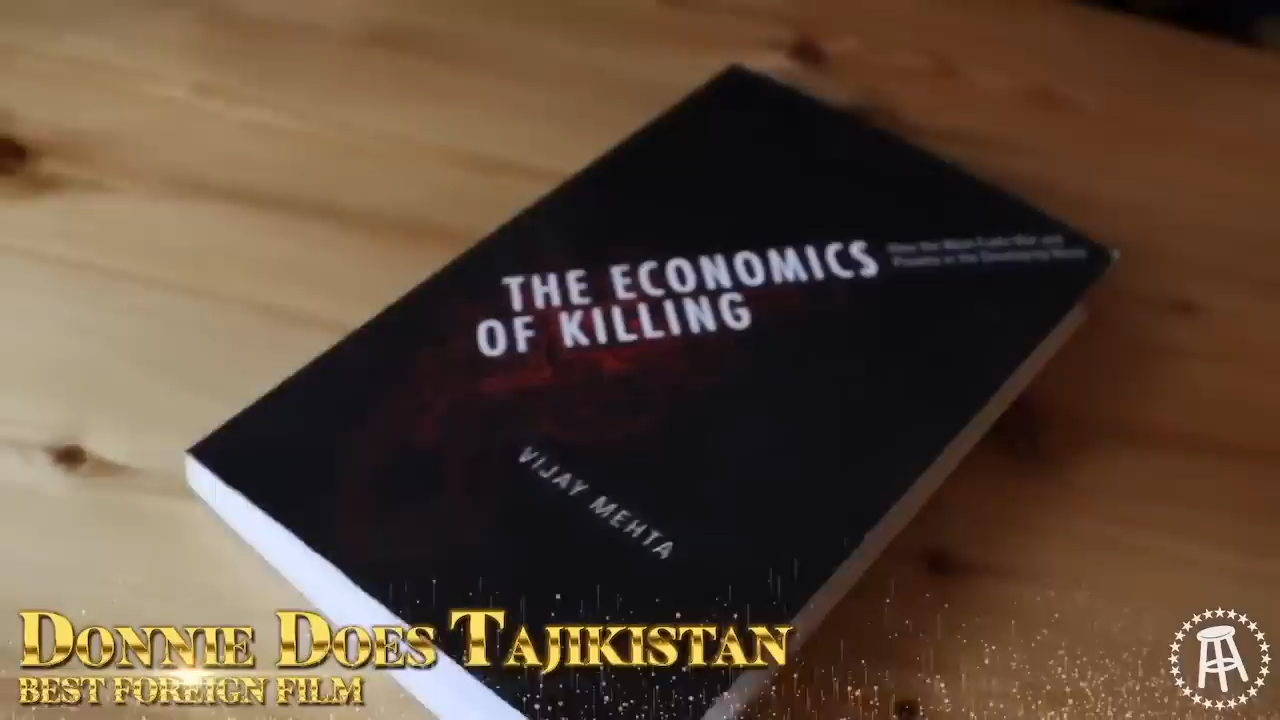 THE ECONOMICS
OF KILLING
VIJAY MEHTA
DONNIE DOES TAJIKISTAN
BEST FOREIGN FILM